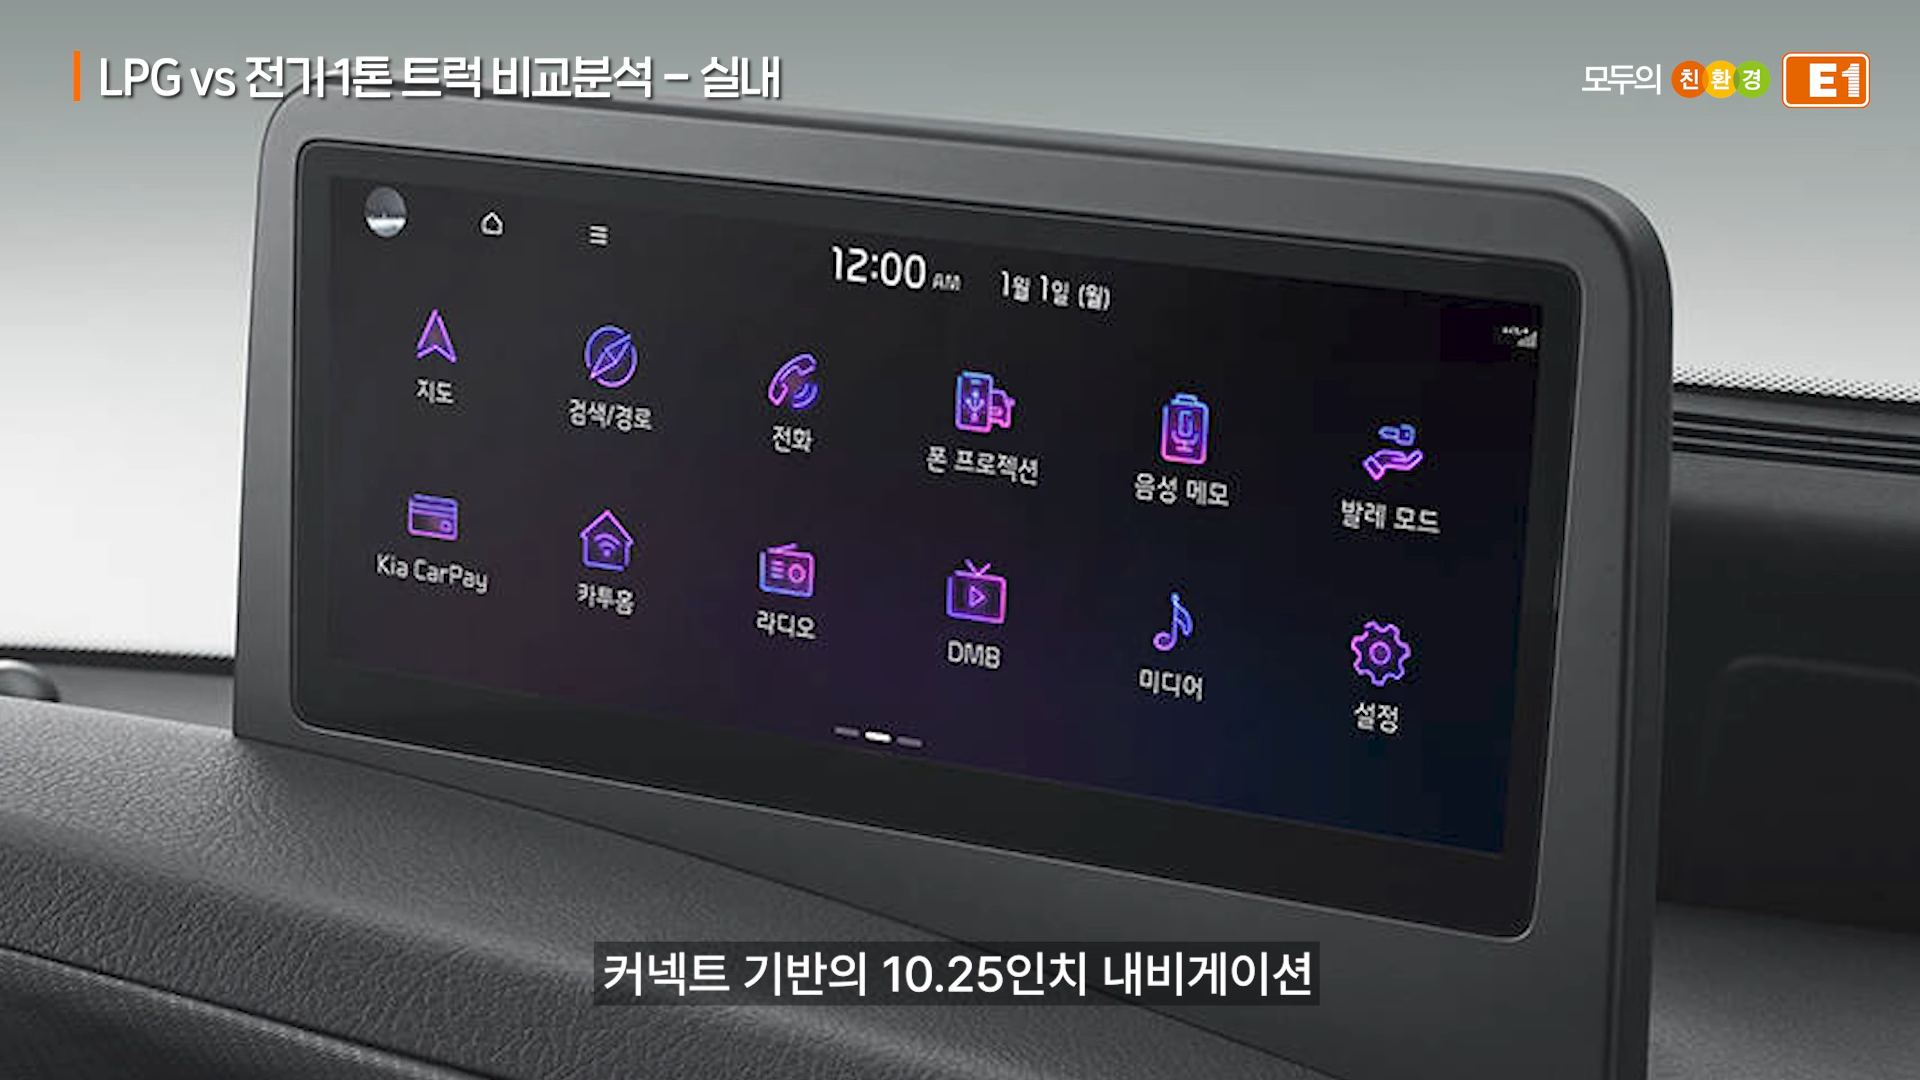 LPG vs 전기 1톤 트럭 비교분석 – 실내
모두의 친환경 E1
12:00 AM 1월 1일 (월)
지도
검색/경로
전화
폰 프로젝션
음성 메모
발레 모드
Kia CarPay
카투홈
라디오
DMB
미디어
설정
커넥트 기반의 10.25인치 내비게이션